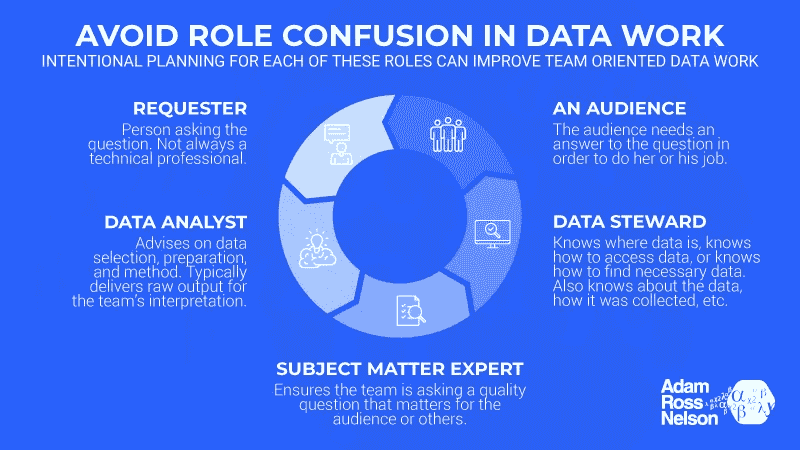 AVOID ROLE CONFUSION IN DATA WORK
INTENTIONAL PLANNING FOR EACH OF THESE ROLES CAN IMPROVE TEAM ORIENTED DATA WORK
REQUESTER
Person asking the
question. Not always a
technical professional.
AN AUDIENCE
The audience needs an
answer to the question in
order to do her or his job.
DATA ANALYST
Advises on data
selection, preparation,
and method. Typically
delivers raw output for
the team's interpretation.
DATA STEWARD
Knows where data is, knows
how to access data, or knows
how to find necessary data.
Also knows about the data,
how it was collected, etc.
SUBJECT MATTER EXPERT
Ensures the team is asking a quality
question that matters for the
audience or others.
Adam
Ross
Nelson